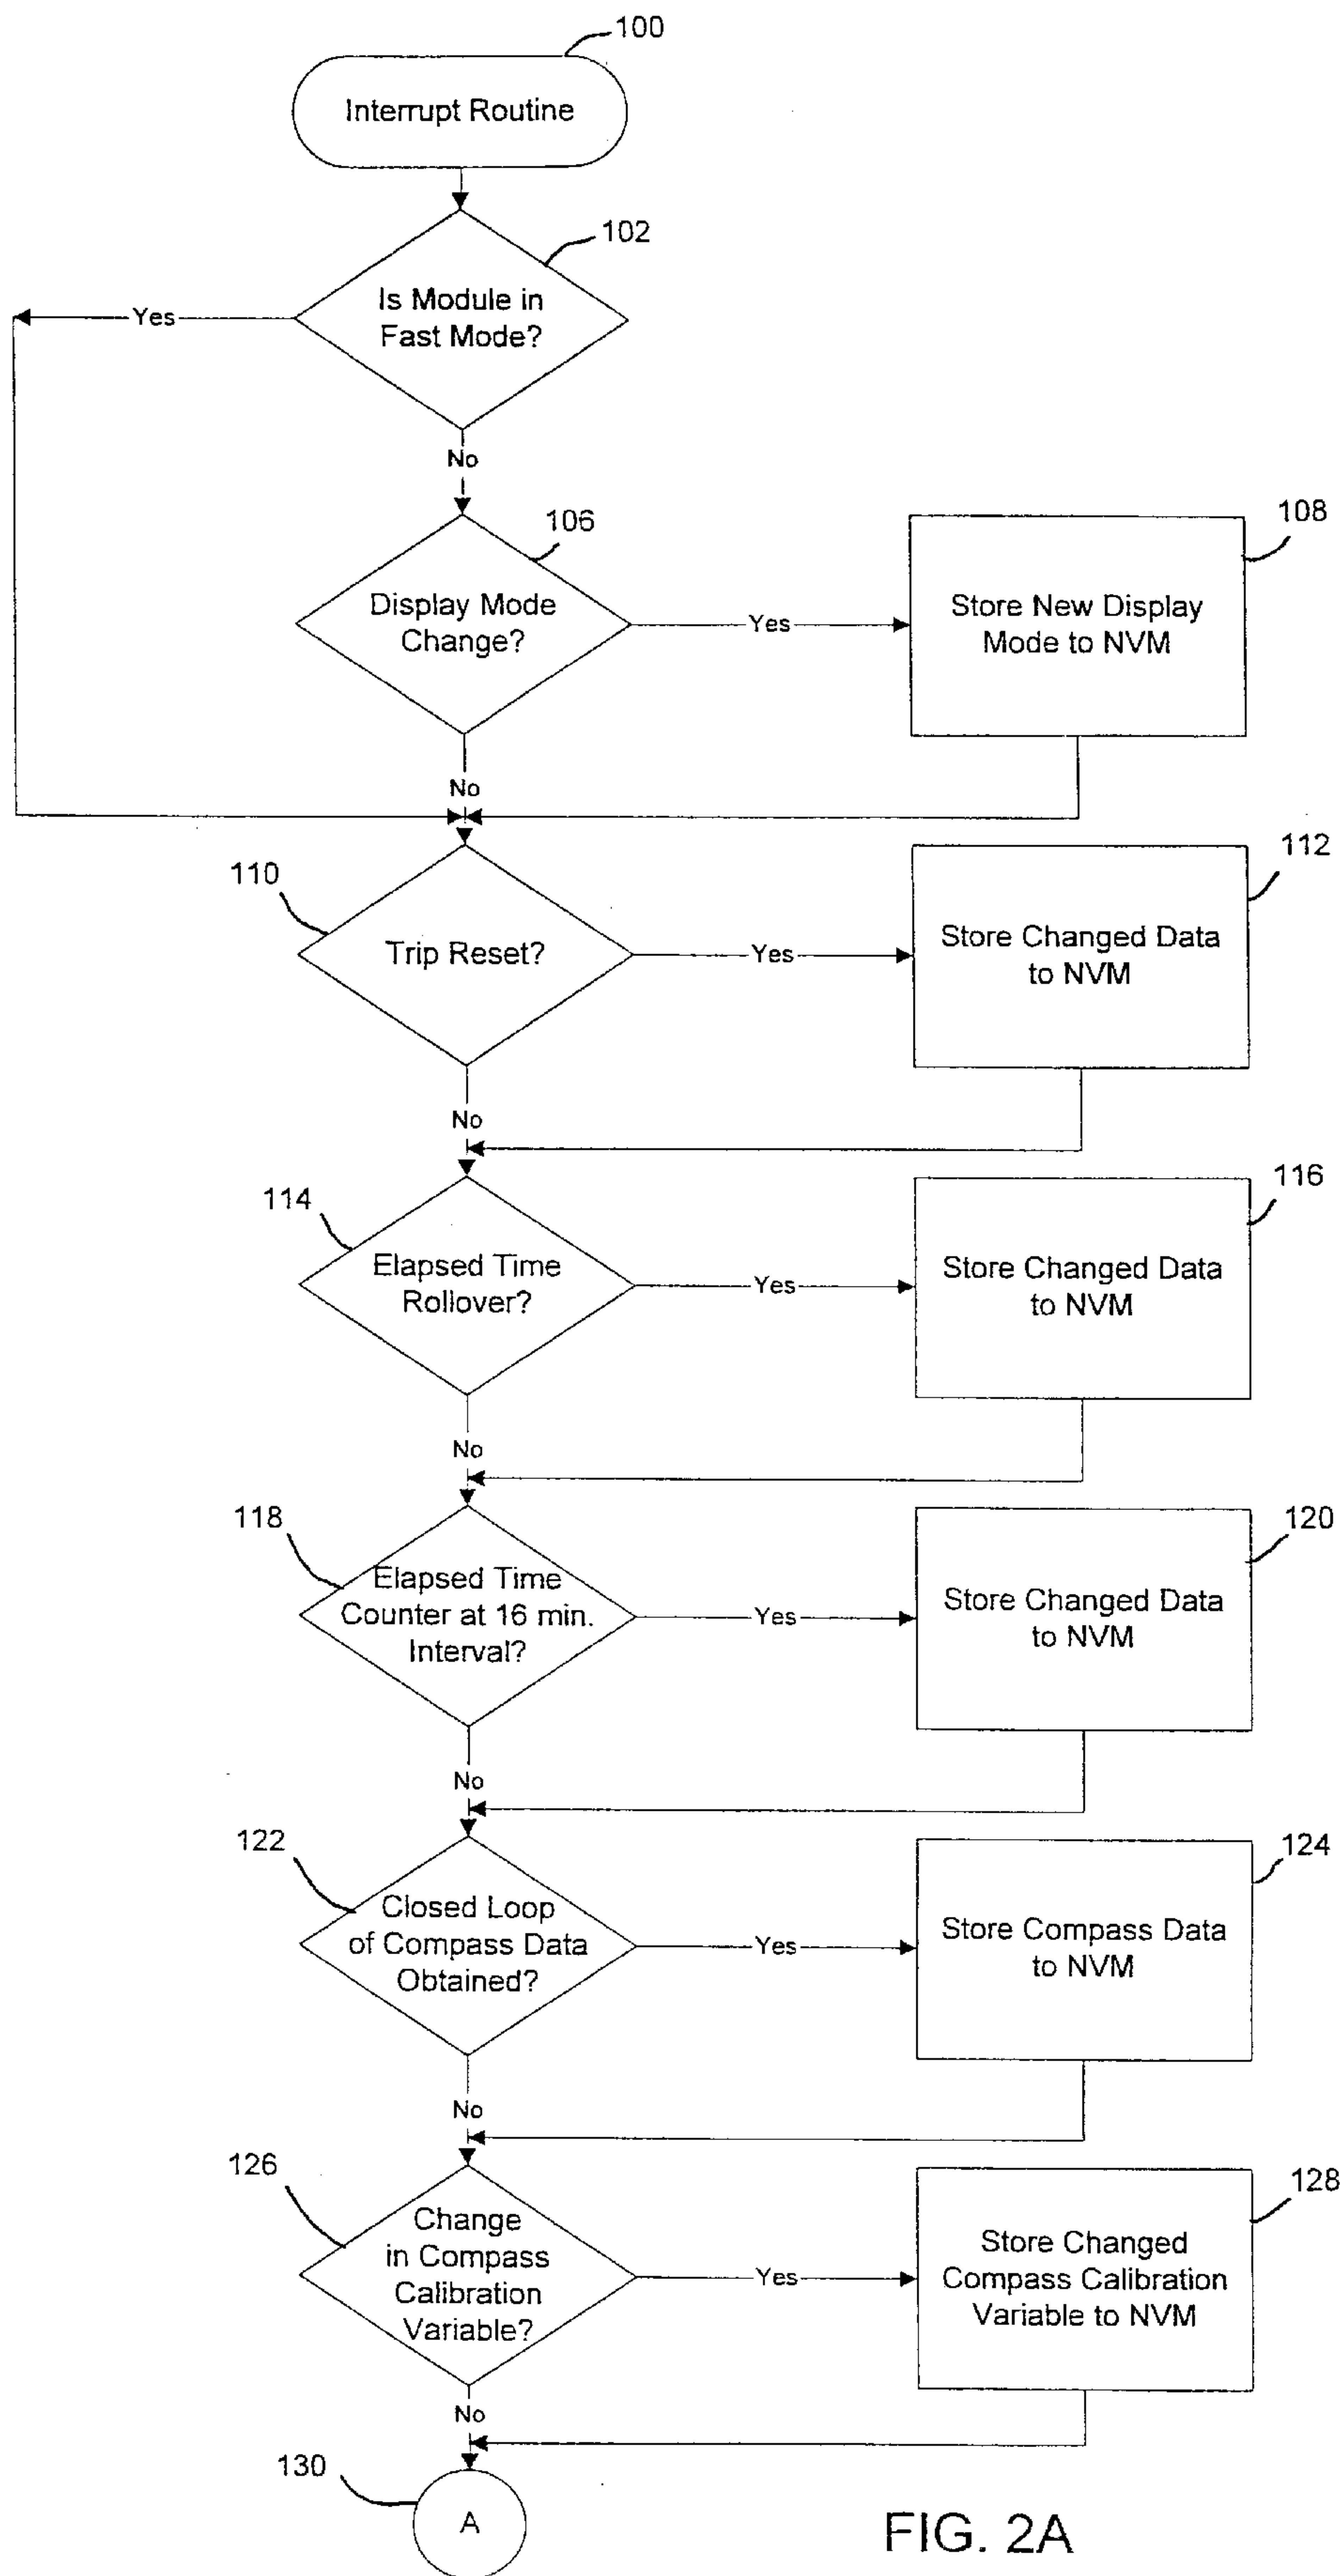 100
Interrupt Routine
102
Is Module in
Fast Mode?
Yes
No
106
Display Mode
Change?
Yes
108
Store New Display
Mode to NVM
No
110
Trip Reset?
Yes
112
Store Changed Data
to NVM
No
114
Elapsed Time
Rollover?
Yes
116
Store Changed Data
to NVM
No
118
Elapsed Time
Counter at 16 min.
Interval?
Yes
120
Store Changed Data
to NVM
No
122
Closed Loop
of Compass Data
Obtained?
Yes
124
Store Compass Data
to NVM
No
126
Change
in Compass
Calibration
Variable?
Yes
128
Store Changed
Compass Calibration
Variable to NVM
No
130
A
FIG. 2A